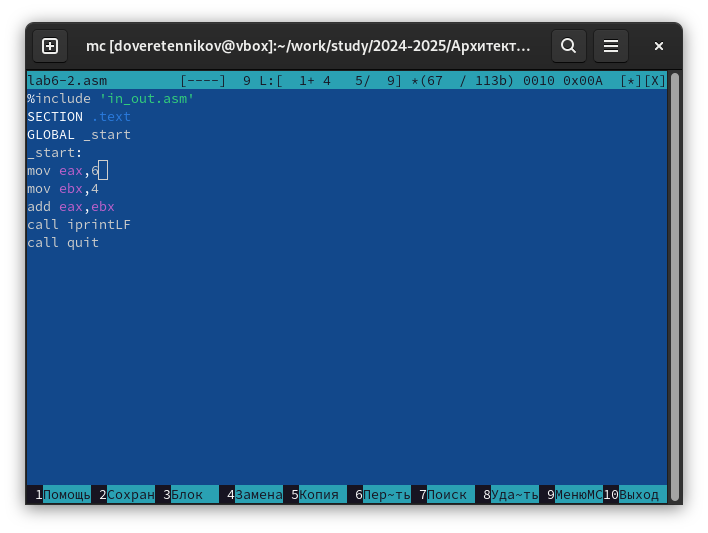 mc [doveretennikov@vbox]:~/work/study/2024-2025/Архитект...
lab6-2.asm [----] 9 L:[ 1+ 4 5/ 9] *(67 / 113b) 0010 0x00A [*][X]
%include 'in_out.asm'
SECTION .text
GLOBAL _start
_start:
mov eax,6
mov ebx,4
add eax,ebx
call iprintLF
call quit
1Помощь 2Сохран 3Блок 4Замена 5Копия 6Пер~ть 7Поиск 8Уда~ть 9МенюMC 10Выход